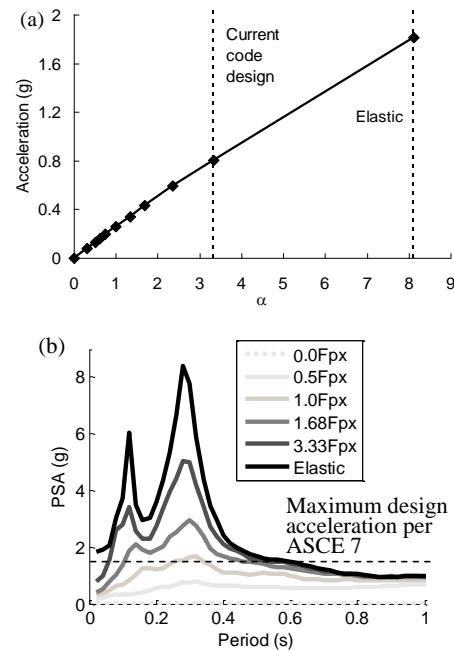 (a)
2
1.6
1.2
0.8
0.4
0
Acceleration (g)
Current
code
design
Elastic
0 1 2 3 4 5 6 7 8 9
α
(b)
8
6
4
2
0
PSA (g)
0.0Fpx
0.5Fpx
1.0Fpx
1.68Fpx
3.33Fpx
Elastic
Maximum design
acceleration per
ASCE 7
0 0.2 0.4 0.6 0.8 1
Period (s)